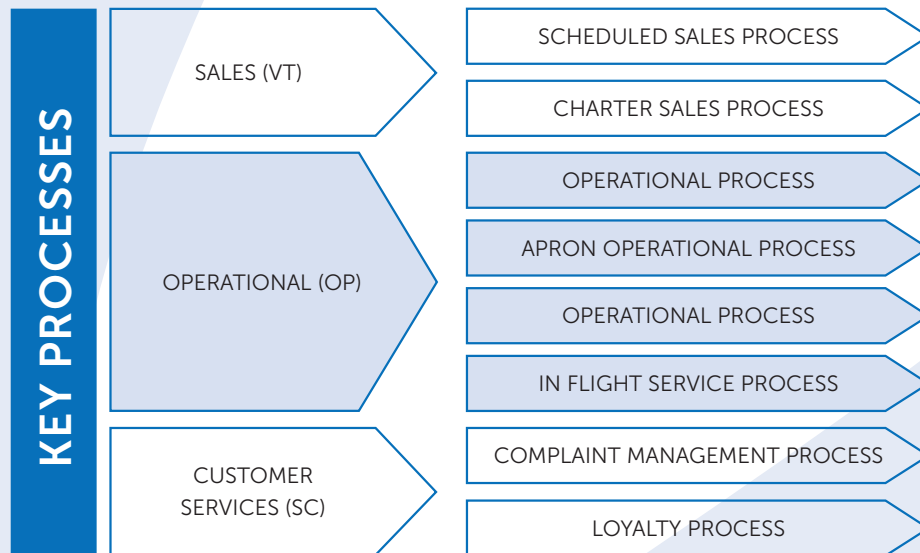 KEY PROCESSES
SALES (VT)
SCHEDULED SALES PROCESS
CHARTER SALES PROCESS
OPERATIONAL (OP)
OPERATIONAL PROCESS
APRON OPERATIONAL PROCESS
OPERATIONAL PROCESS
IN FLIGHT SERVICE PROCESS
CUSTOMER
SERVICES (SC)
COMPLAINT MANAGEMENT PROCESS
LOYALTY PROCESS